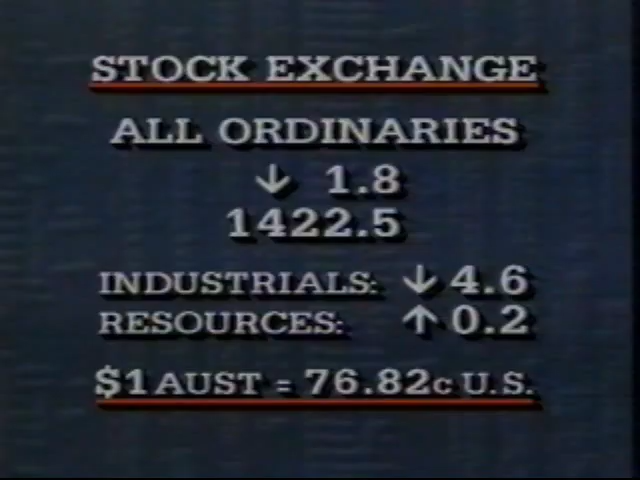 STOCK EXCHANGE
ALL ORDINARIES
↓ 1.8
1422.5
INDUSTRIALS: ↓ 4.6
RESOURCES: ↑ 0.2
$1 AUST = 76.82c U.S.